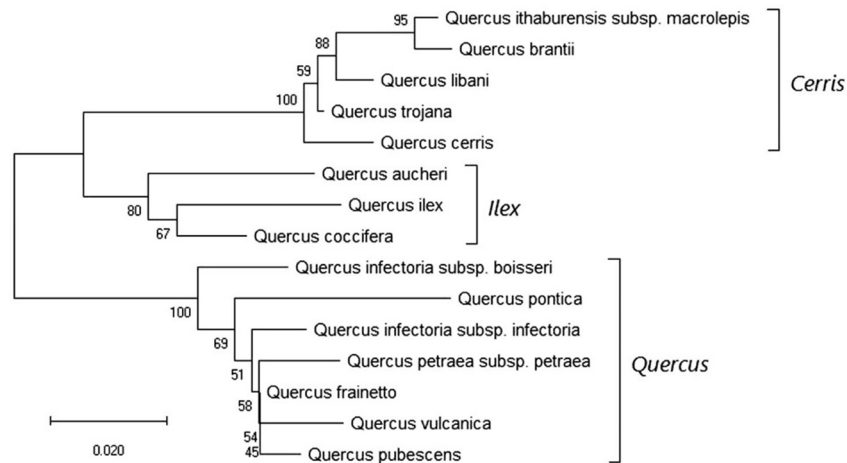 95
Quercus ithaburensis subsp. macrolepis
Quercus brantii
88
Quercus libani
59
Quercus trojana
100
Quercus cerris
Cerris
Quercus aucheri
80
Quercus ilex
67
Quercus coccifera
Ilex
Quercus infectoria subsp. boisseri
100
Quercus pontica
69
Quercus infectoria subsp. infectoria
51
Quercus petraea subsp. petraea
58
Quercus frainetto
Quercus vulcanica
54
45
Quercus pubescens
Quercus
0.020